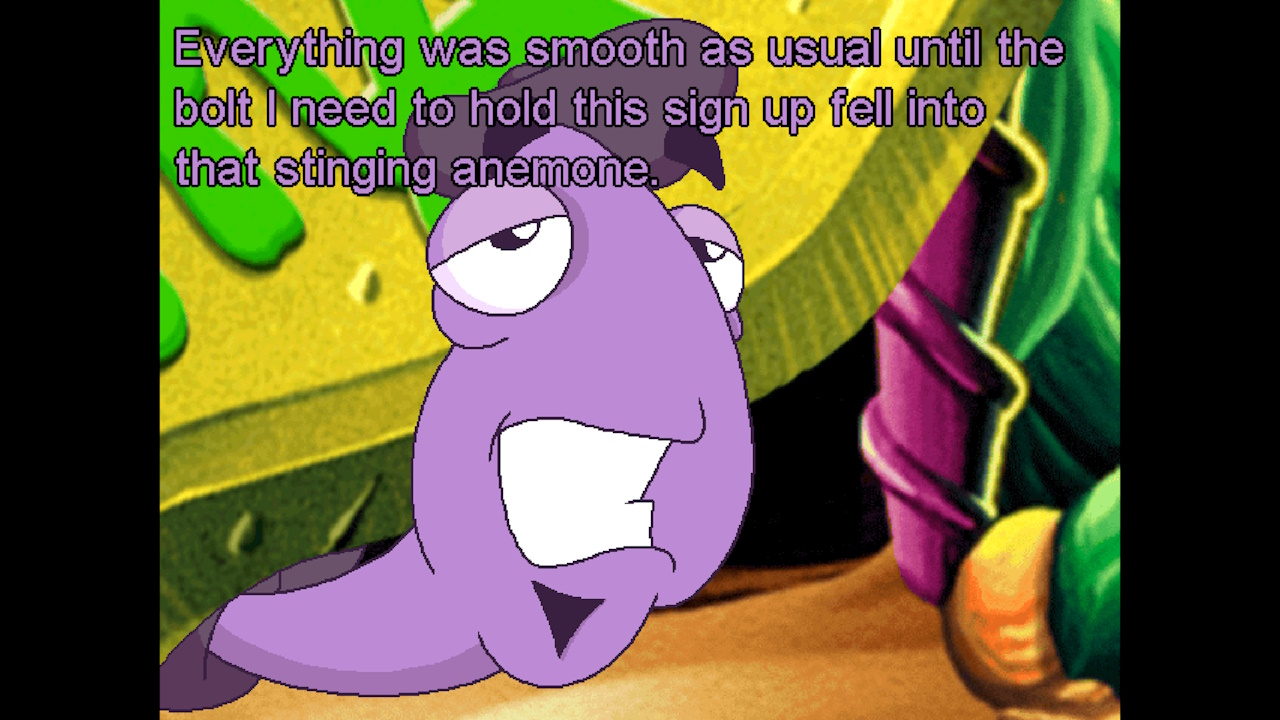 Everything was smooth as usual until the
bolt I need to hold this sign up fell into
that stinging anemone.